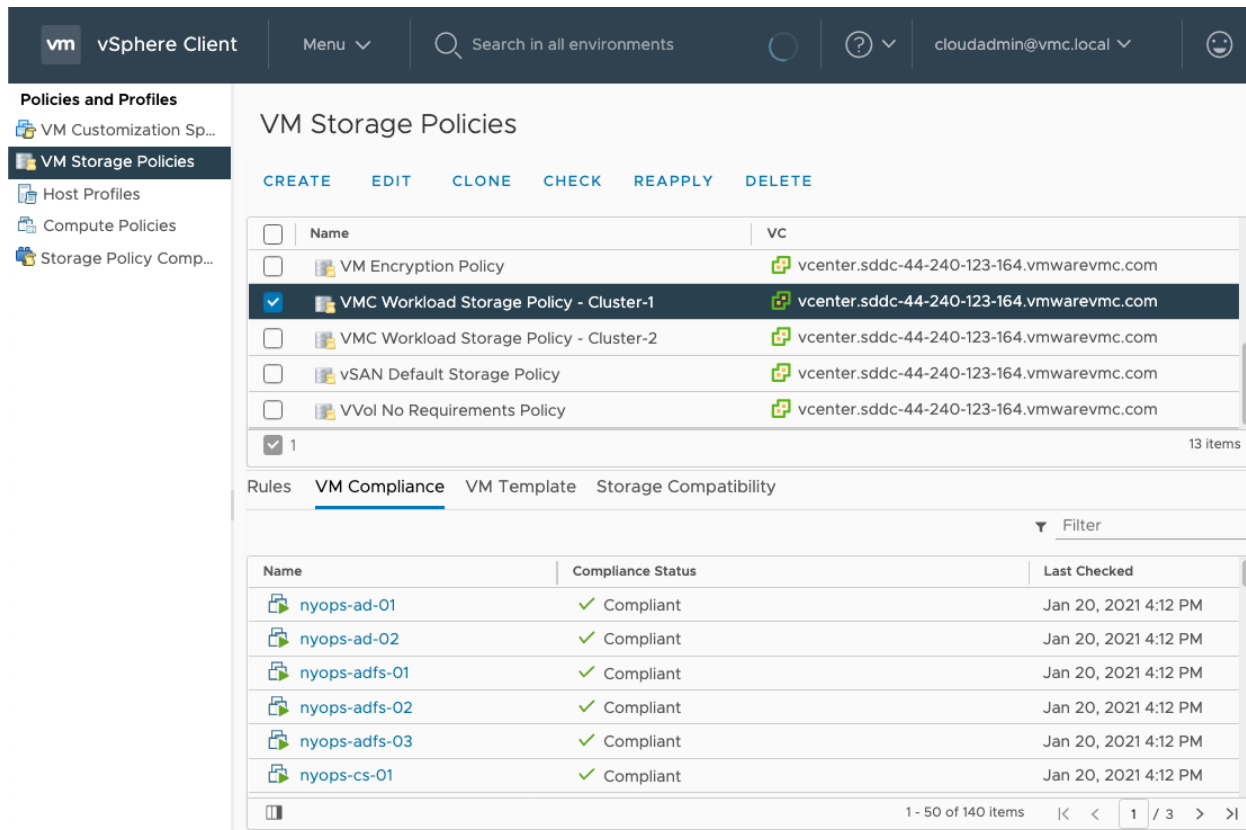 vm vSphere Client Menu Search in all environments ? cloudadmin@vmc.local
Policies and Profiles
VM Customization Sp...
VM Storage Policies
Host Profiles
Compute Policies
Storage Policy Comp...
VM Storage Policies
CREATE EDIT CLONE CHECK REAPPLY DELETE
Name VC
VM Encryption Policy vcenter.sddc-44-240-123-164.vmwarevmc.com
VMC Workload Storage Policy - Cluster-1 vcenter.sddc-44-240-123-164.vmwarevmc.com
VMC Workload Storage Policy - Cluster-2 vcenter.sddc-44-240-123-164.vmwarevmc.com
vSAN Default Storage Policy vcenter.sddc-44-240-123-164.vmwarevmc.com
VVol No Requirements Policy vcenter.sddc-44-240-123-164.vmwarevmc.com
1 13 items
Rules VM Compliance VM Template Storage Compatibility
Filter
Name Compliance Status Last Checked
nyops-ad-01 Compliant Jan 20, 2021 4:12 PM
nyops-ad-02 Compliant Jan 20, 2021 4:12 PM
nyops-adfs-01 Compliant Jan 20, 2021 4:12 PM
nyops-adfs-02 Compliant Jan 20, 2021 4:12 PM
nyops-adfs-03 Compliant Jan 20, 2021 4:12 PM
nyops-cs-01 Compliant Jan 20, 2021 4:12 PM
1 - 50 of 140 items 1 / 3